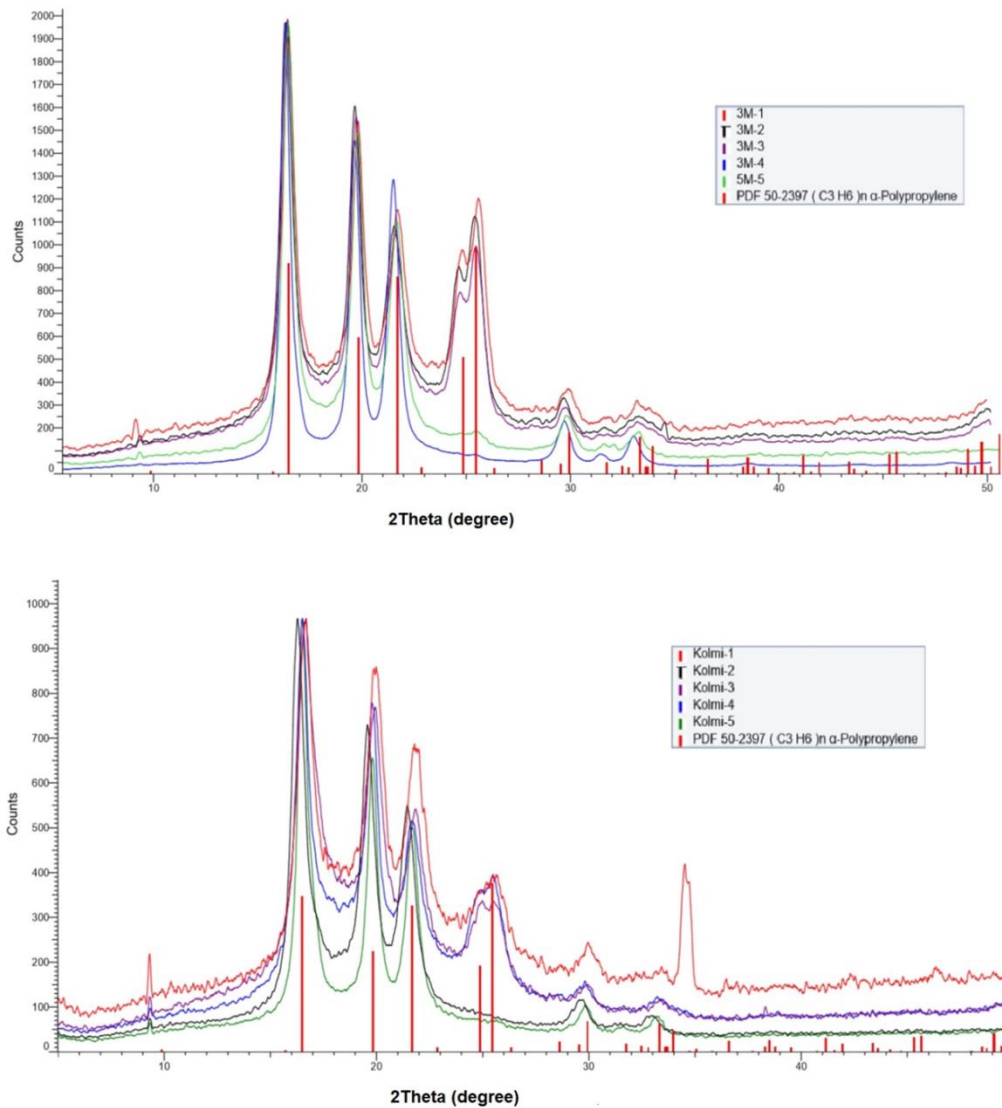 2000
1900
1800
1700
1600
1500
1400
1300
1200
1100
1000
900
800
700
600
500
400
300
200
0
Counts
10
20
30
40
50
2Theta (degree)
3M-1
3M-2
3M-3
3M-4
5M-5
PDF 50-2397 ( C3 H6 )n α-Polypropylene
1000
900
800
700
600
500
400
300
200
100
0
Counts
10
20
30
40
2Theta (degree)
Kolmi-1
Kolmi-2
Kolmi-3
Kolmi-4
Kolmi-5
PDF 50-2397 ( C3 H6 )n α-Polypropylene